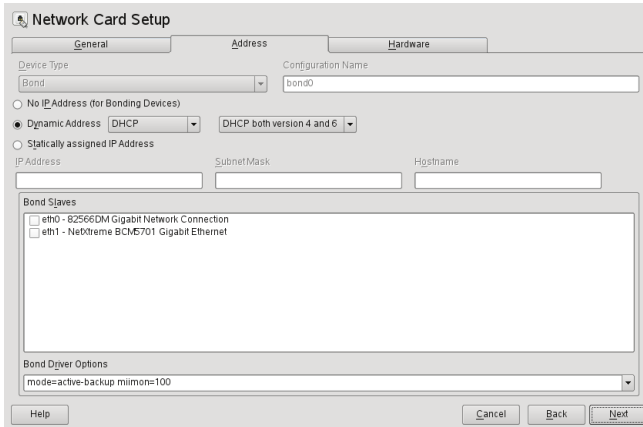 Network Card Setup
General Address Hardware
Device Type Configuration Name
Bond bond0
No IP Address (for Bonding Devices)
Dynamic Address DHCP DHCP both version 4 and 6
Statically assigned IP Address
IP Address Subnet Mask Hostname
Bond Slaves
eth0 - 82566DM Gigabit Network Connection
eth1 - NetXtreme BCM5701 Gigabit Ethernet
Bond Driver Options
mode=active-backup miimon=100
Help Cancel Back Next